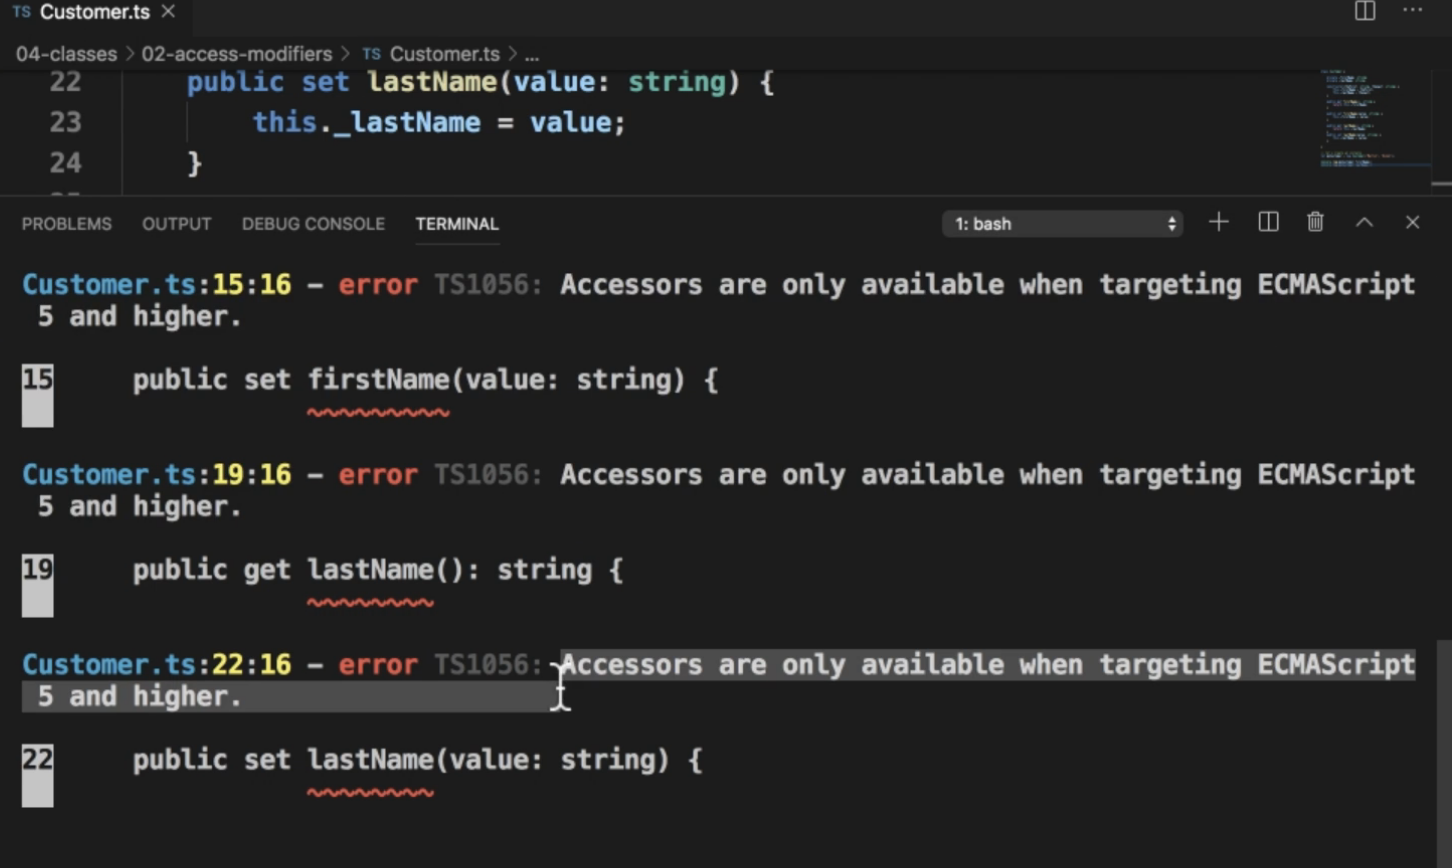 TS Customer.ts ×
04-classes > 02-access-modifiers > TS Customer.ts > ...
22 public set lastName(value: string) {
23 this._lastName = value;
24 }
PROBLEMS OUTPUT DEBUG CONSOLE TERMINAL 1: bash
Customer.ts:15:16 – error TS1056: Accessors are only available when targeting ECMAScript
5 and higher.
15 public set firstName(value: string) {
Customer.ts:19:16 – error TS1056: Accessors are only available when targeting ECMAScript
5 and higher.
19 public get lastName(): string {
Customer.ts:22:16 – error TS1056: Accessors are only available when targeting ECMAScript
5 and higher.
22 public set lastName(value: string) {